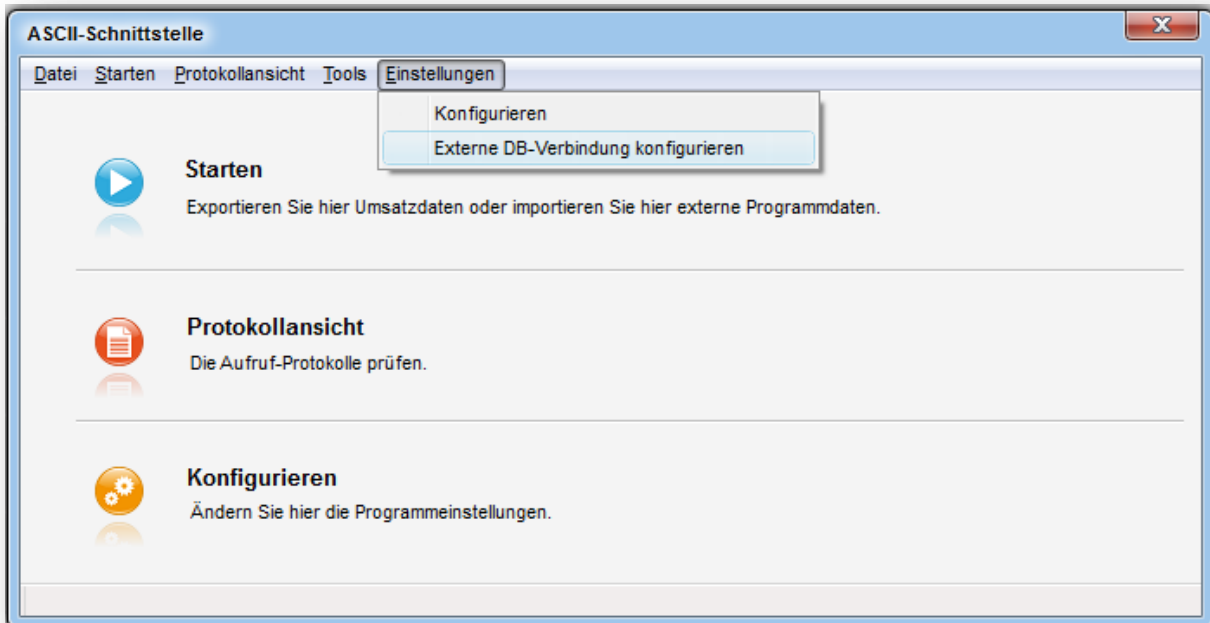 ASCII-Schnittstelle
Datei Starten Protokollansicht Tools Einstellungen
Konfigurieren
Externe DB-Verbindung konfigurieren
Starten
Exportieren Sie hier Umsatzdaten oder importieren Sie hier externe Programmdaten.
Protokollansicht
Die Aufruf-Protokolle prüfen.
Konfigurieren
Ändern Sie hier die Programmeinstellungen.